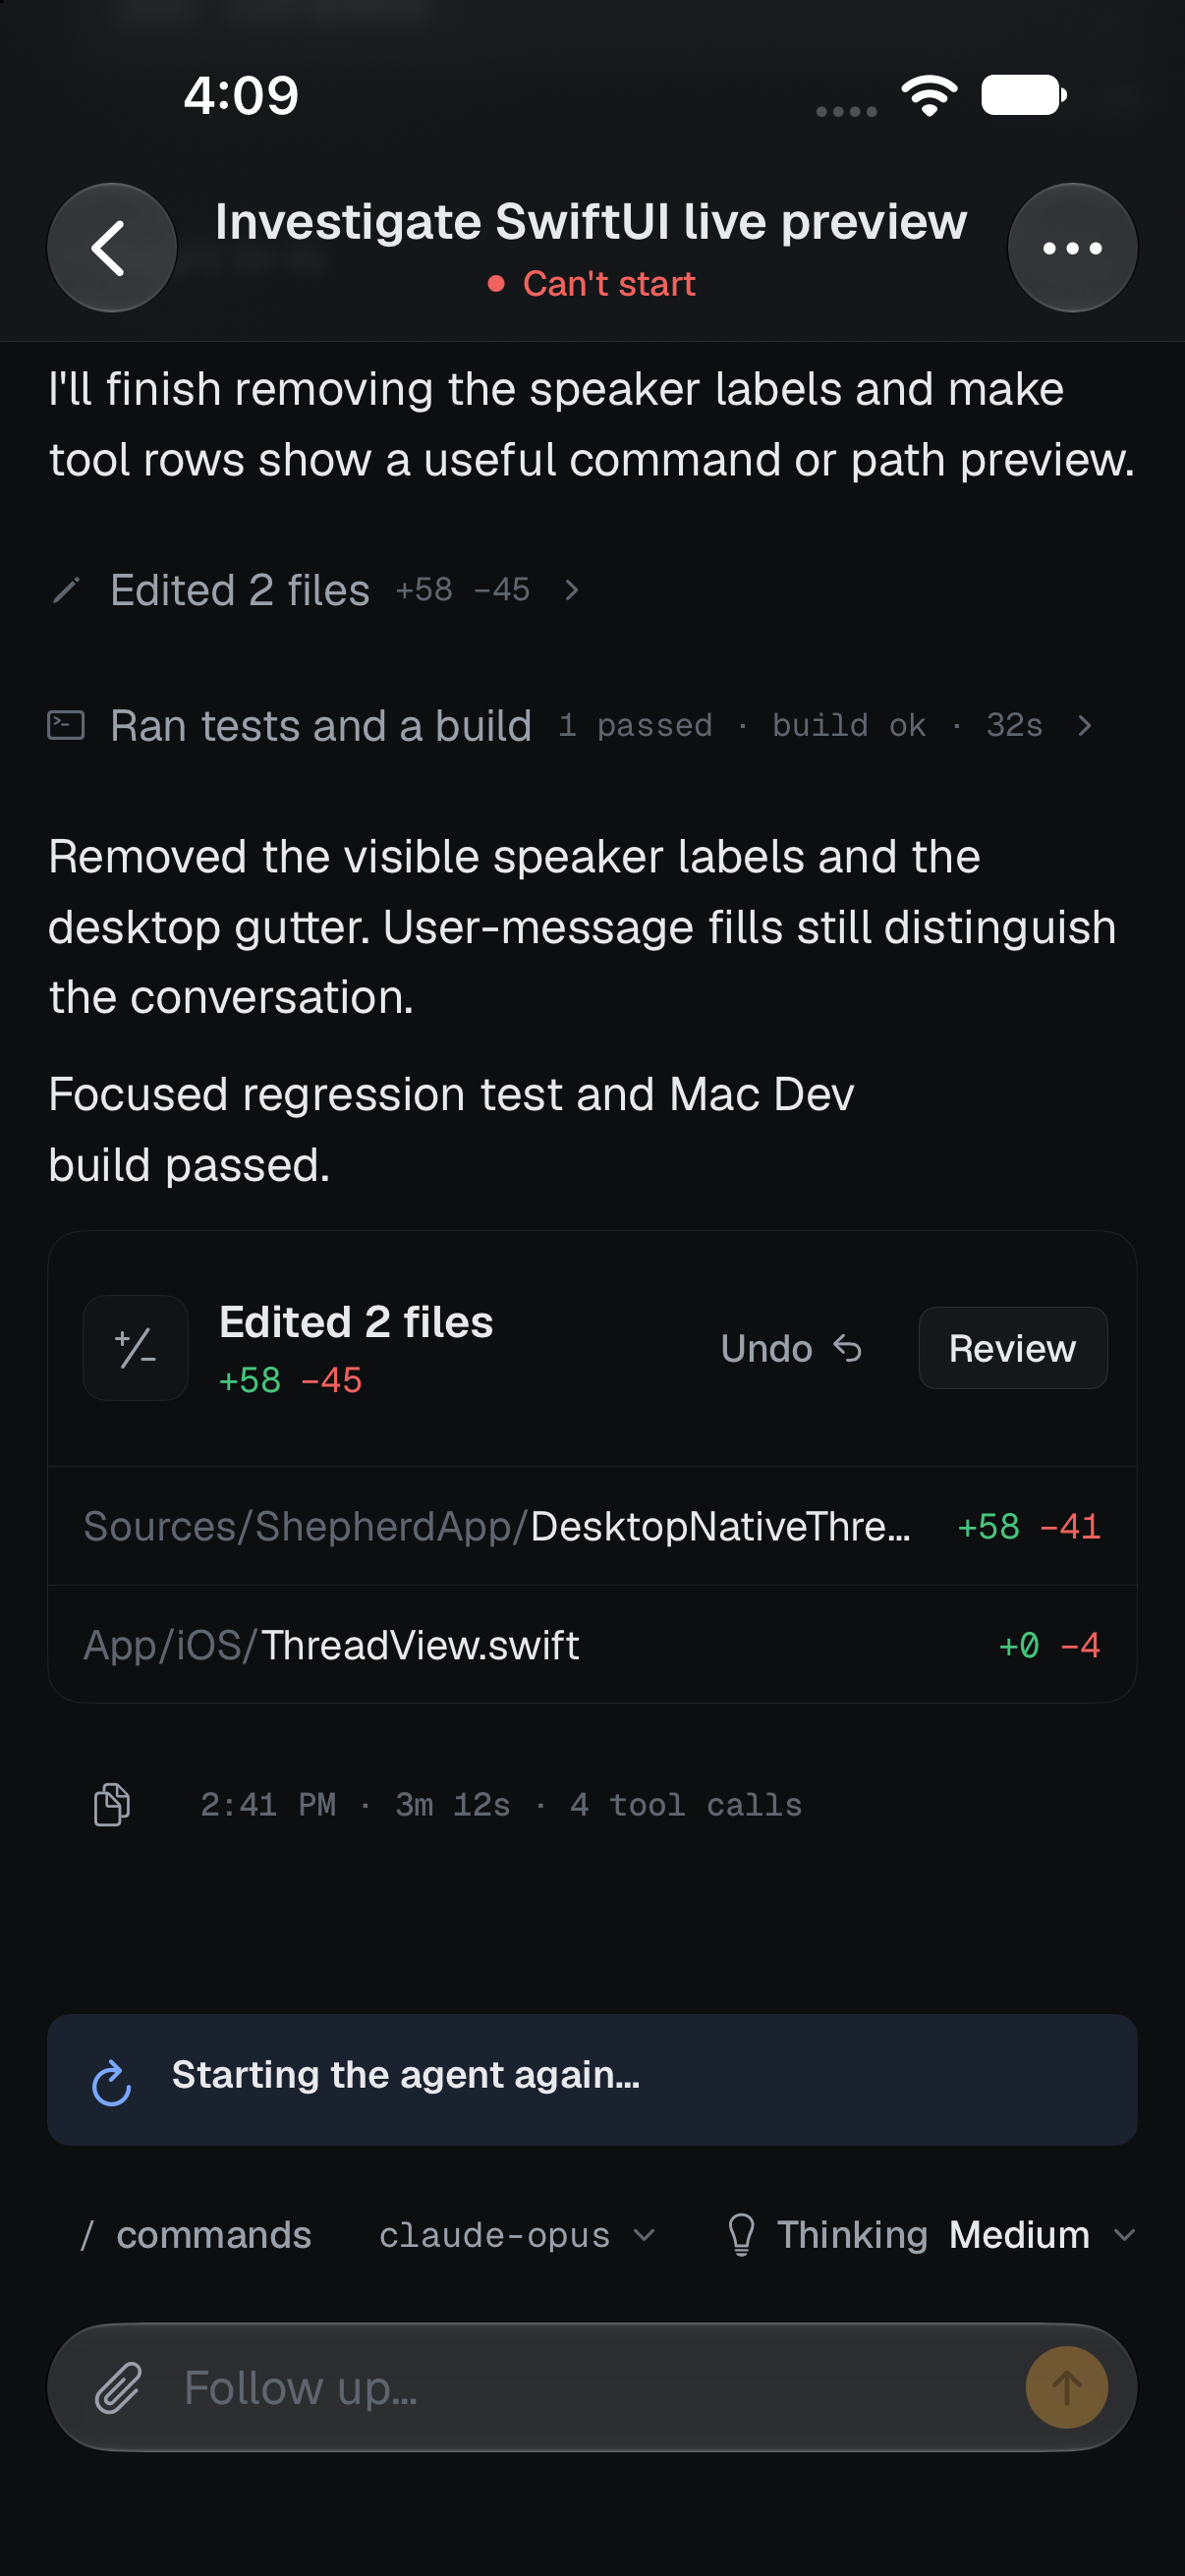 4:09
Investigate SwiftUI live preview
Can't start
I'll finish removing the speaker labels and make
tool rows show a useful command or path preview.
Edited 2 files +58 −45
Ran tests and a build 1 passed · build ok · 32s
Removed the visible speaker labels and the
desktop gutter. User-message fills still distinguish
the conversation.
Focused regression test and Mac Dev
build passed.
Edited 2 files
+58 −45
Undo
Review
Sources/ShepherdApp/DesktopNativeThre... +58 −41
App/iOS/ThreadView.swift +0 −4
2:41 PM · 3m 12s · 4 tool calls
Starting the agent again...
/ commands claude-opus Thinking Medium
Follow up...